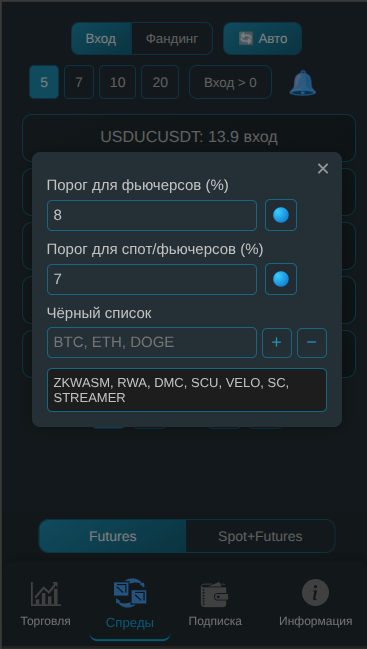 Вход Фандинг Авто
5 7 10 20 Вход > 0
USDUCUSDT: 13.9 вход
×
Порог для фьючерсов (%)
8
Порог для спот/фьючерсов (%)
7
Чёрный список
BTC, ETH, DOGE + −
ZKWASM, RWA, DMC, SCU, VELO, SC,
STREAMER
Futures Spot+Futures
Торговля Спреды Подписка Информация